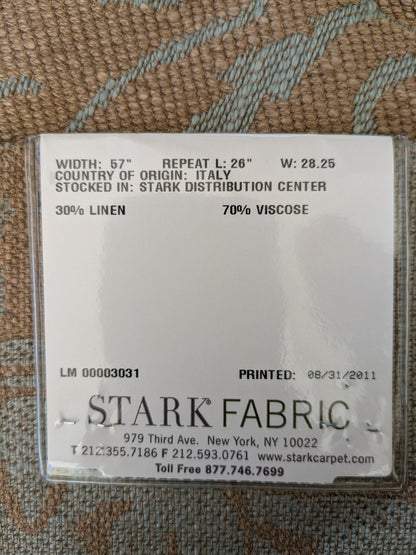 WIDTH: 57" REPEAT L: 26" W: 28.25
COUNTRY OF ORIGIN: ITALY
STOCKED IN: STARK DISTRIBUTION CENTER
30% LINEN 70% VISCOSE
LM 00003031 PRINTED: 08/31/2011
STARK® FABRIC
979 Third Ave. New York, NY 10022
T 212.355.7186 F 212.593.0761 www.starkcarpet.com
Toll Free 877.746.7699